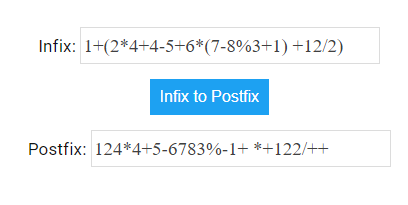 Infix: 1+(2*4+4-5+6*(7-8%3+1) +12/2)
Infix to Postfix
Postfix: 124*4+5-6783%-1+ *+122/++